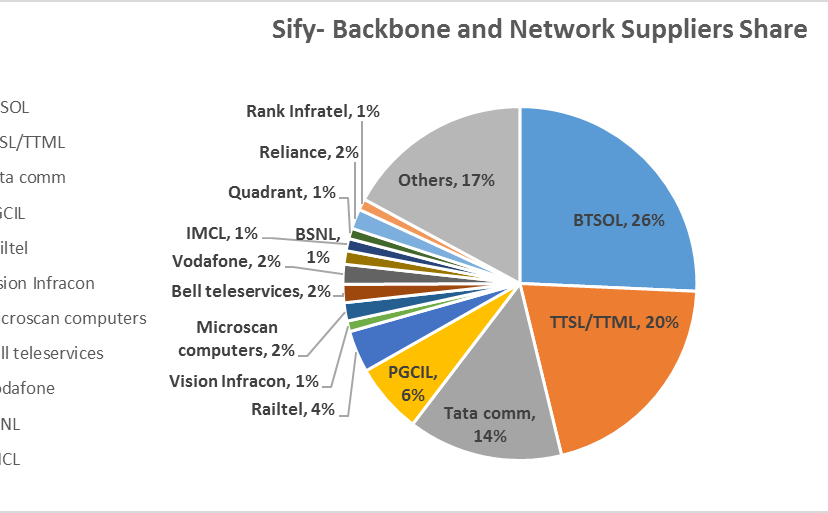 Sify- Backbone and Network Suppliers Share
SOL
SL/TTML
ta comm
GCIL
iltel
sion Infracon
croscan computers
ll teleservices
odafone
NL
CL
Rank Infratel, 1%
Reliance, 2%
Quadrant, 1%
IMCL, 1%
BSNL,
1%
Vodafone, 2%
Bell teleservices, 2%
Microscan
computers, 2%
Vision Infracon, 1%
Railtel, 4%
PGCIL,
6%
Tata comm,
14%
TTSL/TTML, 20%
BTSOL, 26%
Others, 17%